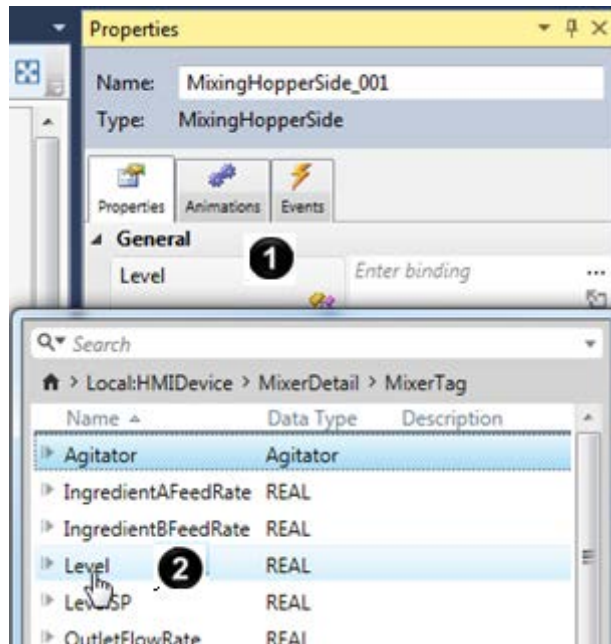 Properties
Name: MixingHopperSide_001
Type: MixingHopperSide
Properties Animations Events
General
Level 1 Enter binding ...
Search
> Local:HMIDevice > MixerDetail > MixerTag
Name Data Type Description
Agitator Agitator
IngredientAFeedRate REAL
IngredientBFeedRate REAL
Level 2 REAL
LevelSP REAL
OutletFlowRate REAL